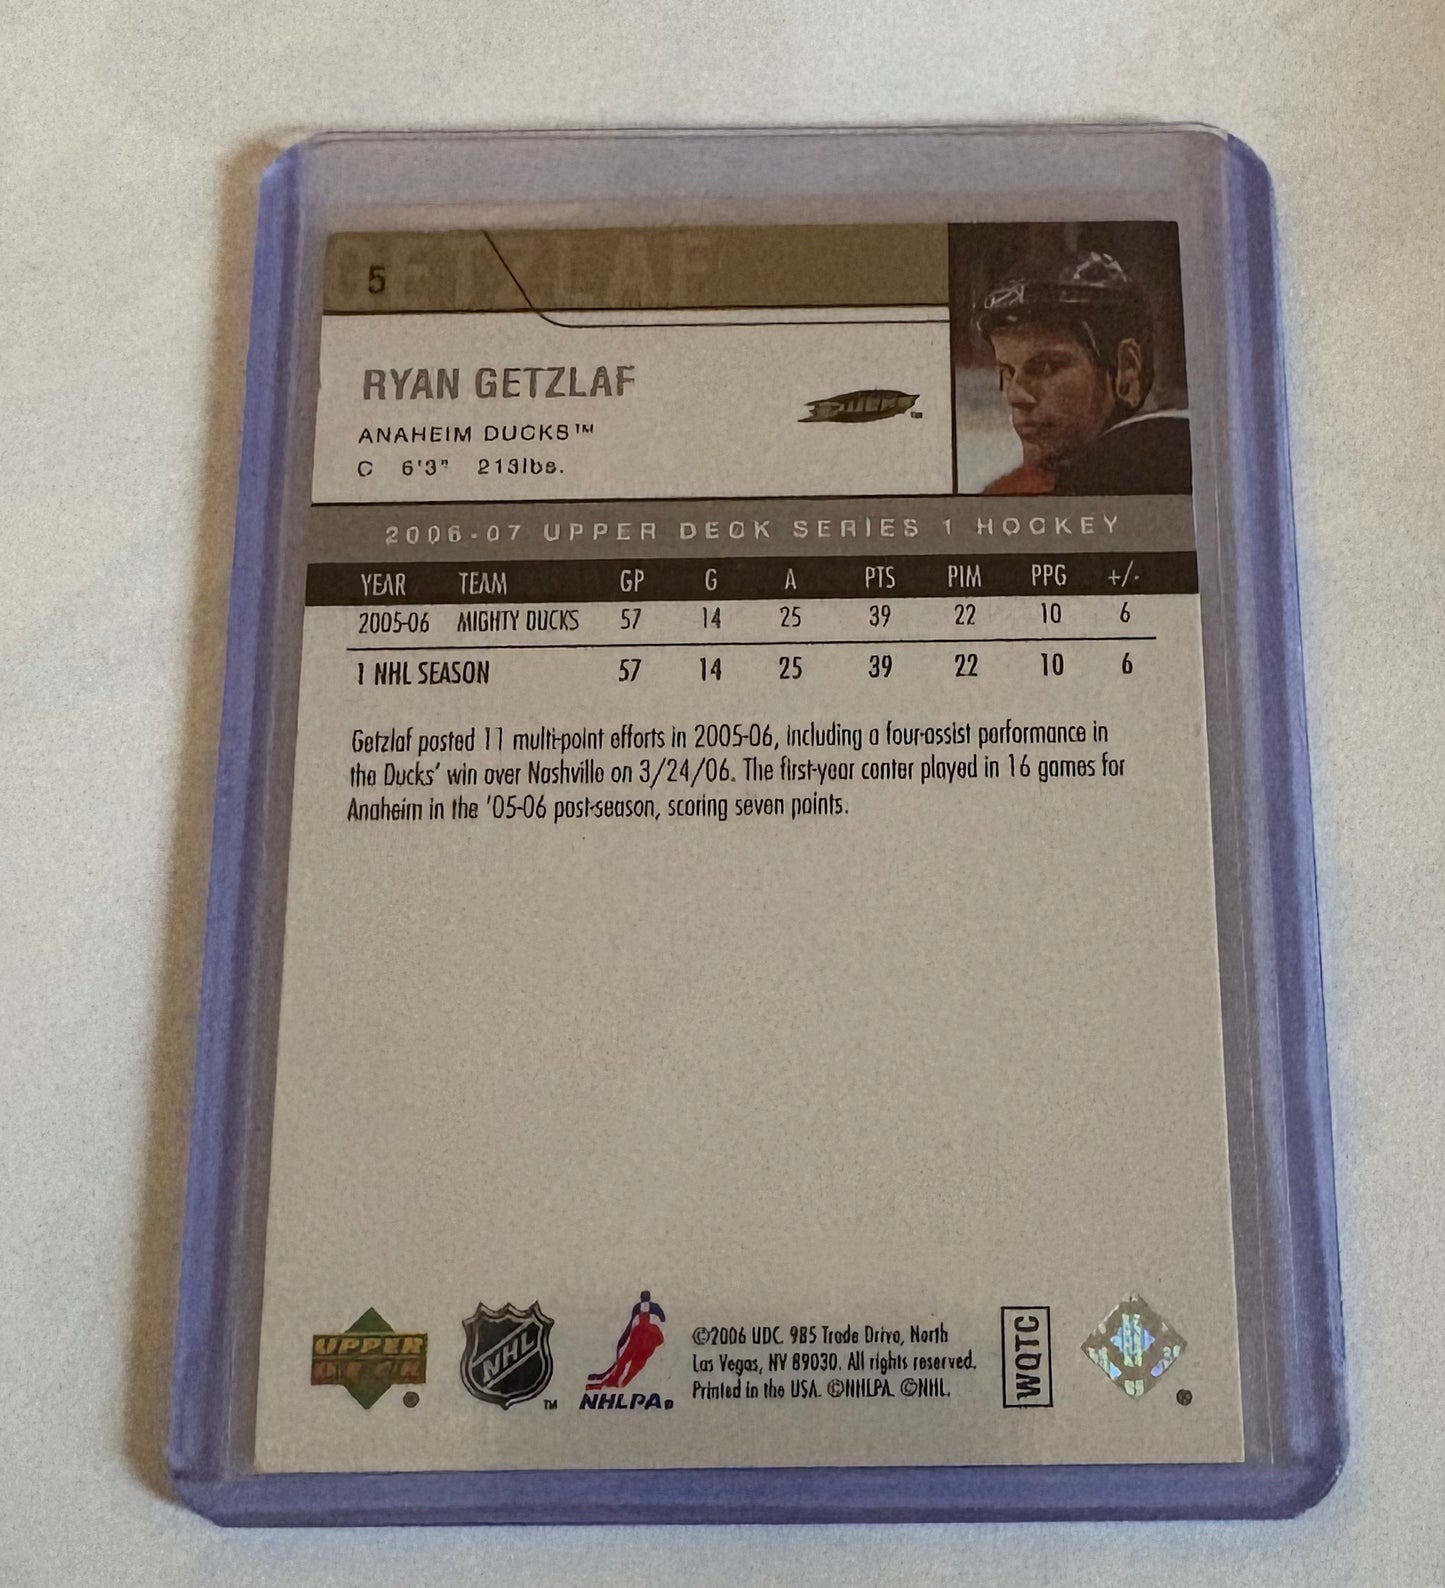 GETZLAF
5
RYAN GETZLAF
DUCKS™
ANAHEIM DUCKS™
C 6'3" 213lbs.
2006-07 UPPER DECK SERIES 1 HOCKEY
YEAR TEAM GP G A PTS PIM PPG +/-
2005-06 MIGHTY DUCKS 57 14 25 39 22 10 6
1 NHL SEASON 57 14 25 39 22 10 6
Getzlaf posted 11 multi-point efforts in 2005-06, including a four-assist performance in
the Ducks' win over Nashville on 3/24/06. The first-year center played in 16 games for
Anaheim in the '05-06 post-season, scoring seven points.
UPPER
DECK
NHL
TM
NHLPA®
©2006 UDC. 985 Trade Drive, North
Las Vegas, NV 89030. All rights reserved.
Printed in the USA. ©NHLPA. ©NHL.
WQTC